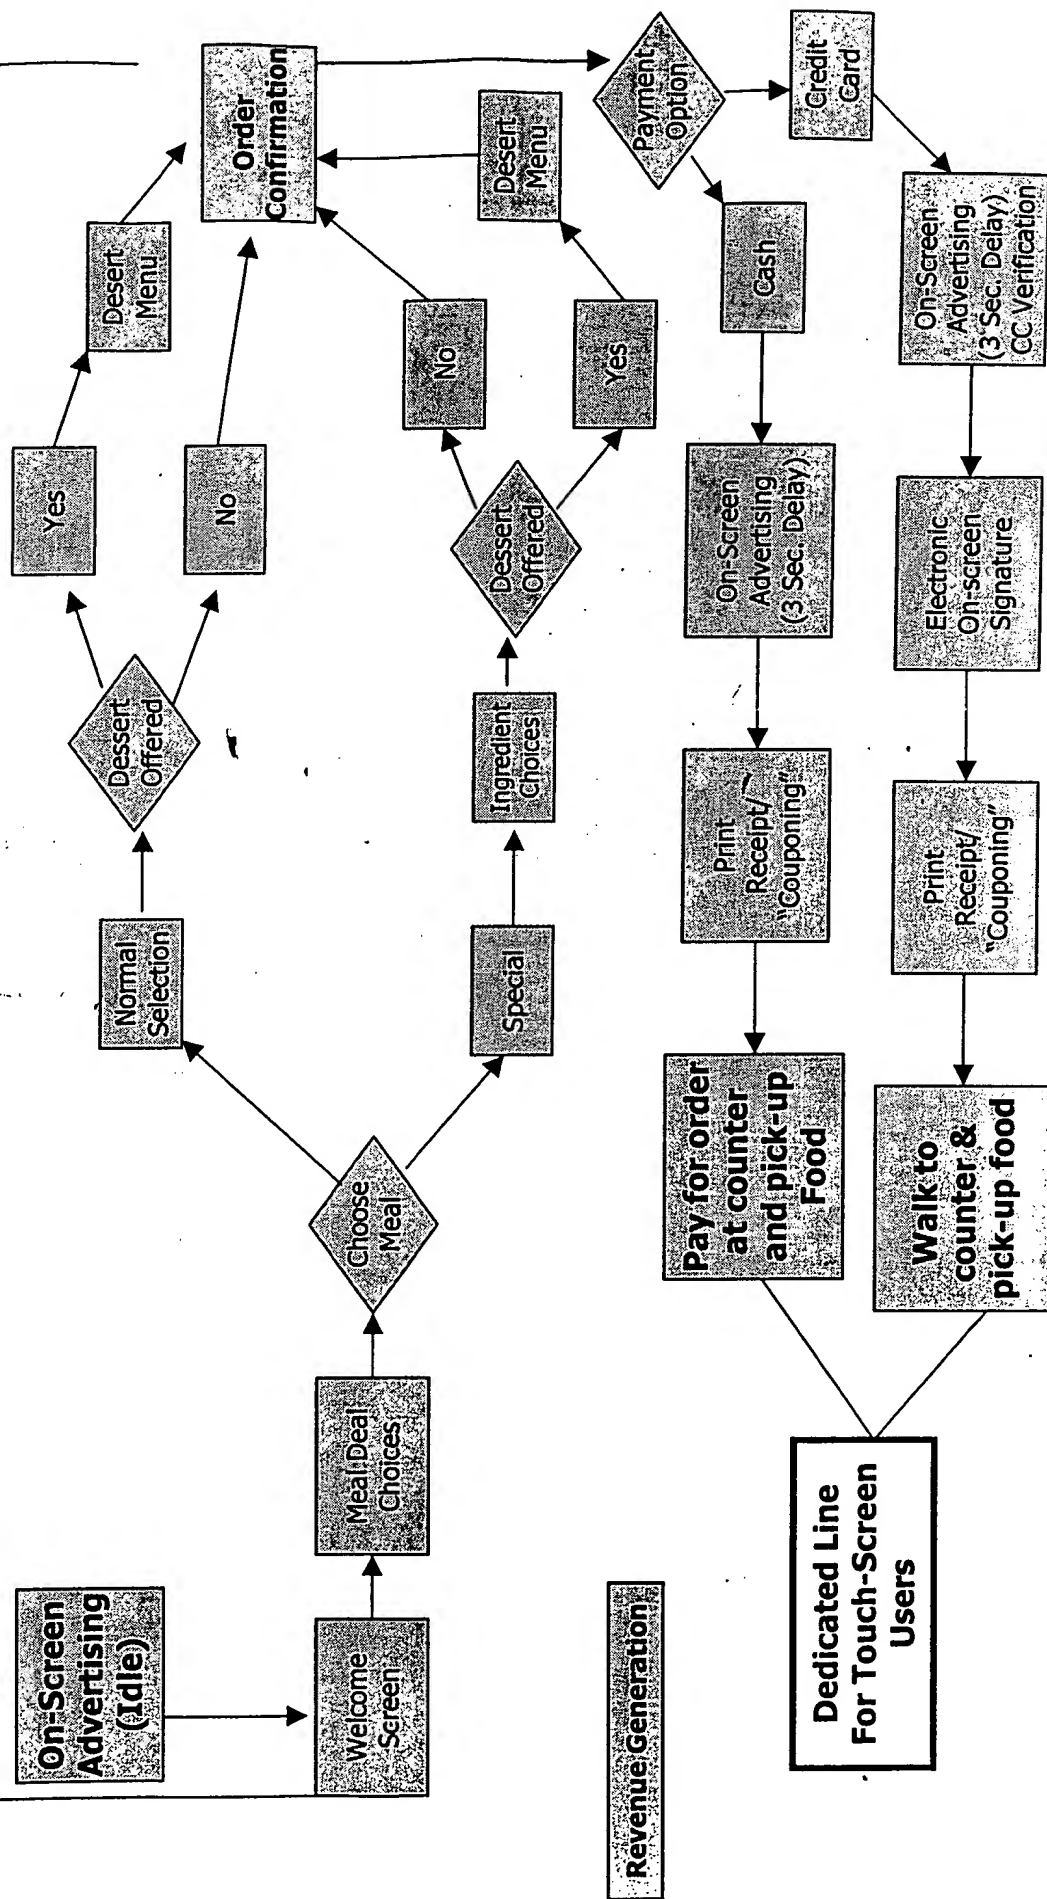 On-Screen
Advertising
(Idle)
Welcome
Screen
Meal Deal
Choices
Choose
Meal
Normal
Selection
Dessert
Offered
Yes
No
Desert
Menu
Order
Confirmation
Special
Ingredient
Choices
Dessert
Offered
No
Yes
Desert
Menu
Payment
Option
Cash
Credit
Card
On-Screen
Advertising
(3 Sec. Delay)
Print
Receipt/
"Couponing"
Pay for order
at counter
and pick-up
Food
On-Screen
Advertising
(3 Sec. Delay)
CC Verification
Electronic
On-screen
Signature
Print
Receipt/
"Couponing"
Walk to
counter &
pick-up food
Revenue Generation
Dedicated Line
For Touch-Screen
Users